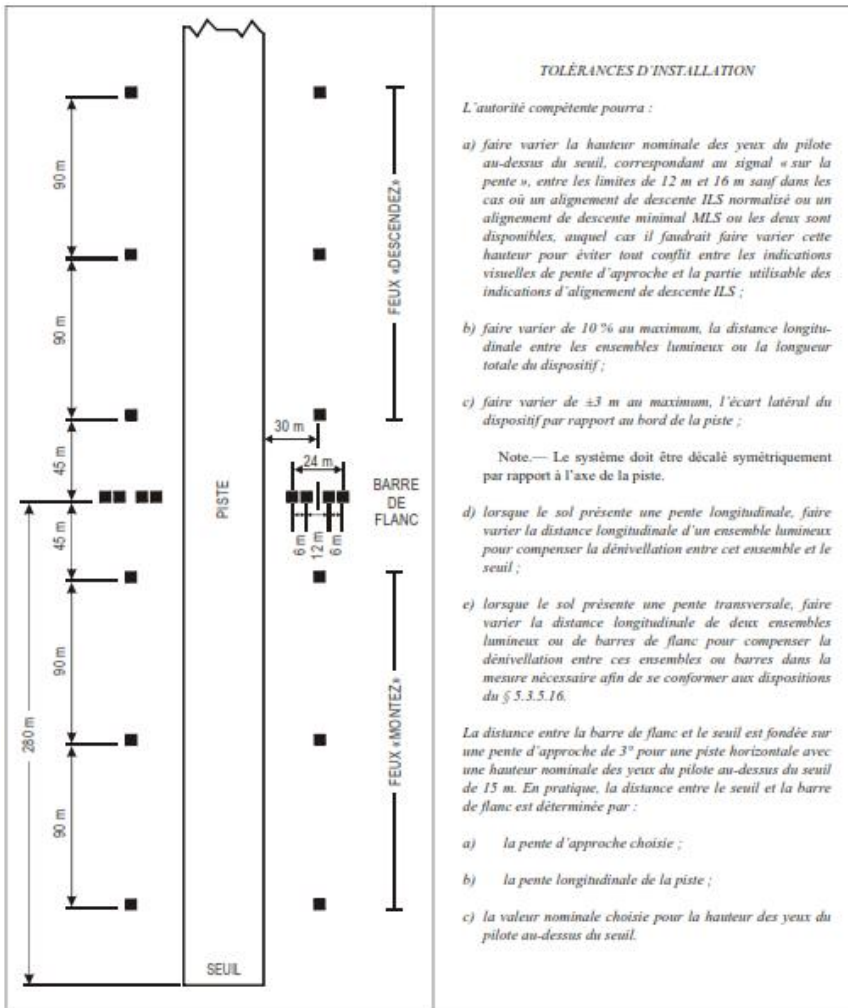 90 m
90 m
45 m
45 m
90 m
90 m
280 m
PISTE
SEUIL
30 m
24 m
6 m
12 m
6 m
FEUX «DESCENDEZ»
BARRE
DE
FLANC
FEUX «MONTEZ»
TOLÉRANCES D'INSTALLATION
L'autorité compétente pourra :
a) faire varier la hauteur nominale des yeux du pilote
au-dessus du seuil, correspondant au signal « sur la
pente », entre les limites de 12 m et 16 m sauf dans les
cas où un alignement de descente ILS normalisé ou un
alignement de descente minimal MLS ou les deux sont
disponibles, auquel cas il faudrait faire varier cette
hauteur pour éviter tout conflit entre les indications
visuelles de pente d'approche et la partie utilisable des
indications d'alignement de descente ILS ;
b) faire varier de 10 % au maximum, la distance longitu-
dinale entre les ensembles lumineux ou la longueur
totale du dispositif ;
c) faire varier de ±3 m au maximum, l'écart latéral du
dispositif par rapport au bord de la piste ;
Note.— Le système doit être décalé symétriquement
par rapport à l'axe de la piste.
d) lorsque le sol présente une pente longitudinale, faire
varier la distance longitudinale d'un ensemble lumineux
pour compenser la dénivellation entre cet ensemble et le
seuil ;
e) lorsque le sol présente une pente transversale, faire
varier la distance longitudinale de deux ensembles
lumineux ou de barres de flanc pour compenser la
dénivellation entre ces ensembles ou barres dans la
mesure nécessaire afin de se conformer aux dispositions
du § 5.3.5.16.
La distance entre la barre de flanc et le seuil est fondée sur
une pente d'approche de 3° pour une piste horizontale avec
une hauteur nominale des yeux du pilote au-dessus du seuil
de 15 m. En pratique, la distance entre le seuil et la barre
de flanc est déterminée par :
a) la pente d'approche choisie ;
b) la pente longitudinale de la piste ;
c) la valeur nominale choisie pour la hauteur des yeux du
pilote au-dessus du seuil.